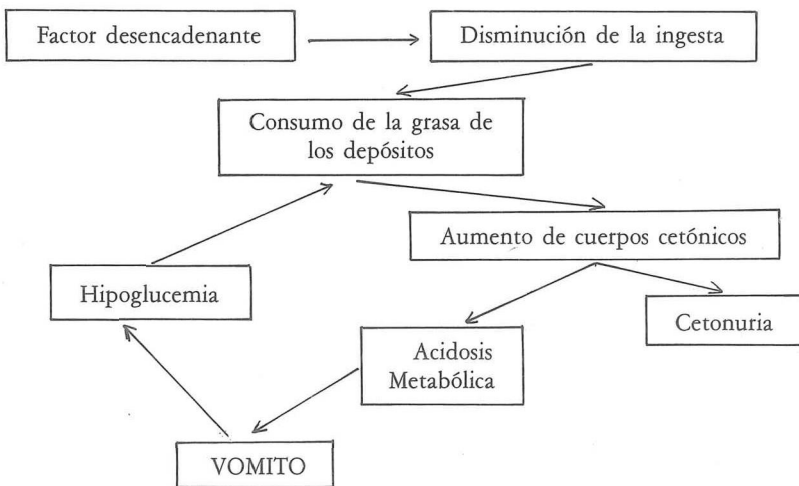 Factor desencadenante
Disminución de la ingesta
Consumo de la grasa de
los depósitos
Aumento de cuerpos cetónicos
Hipoglucemia
Cetonuria
Acidosis
Metabólica
VOMITO